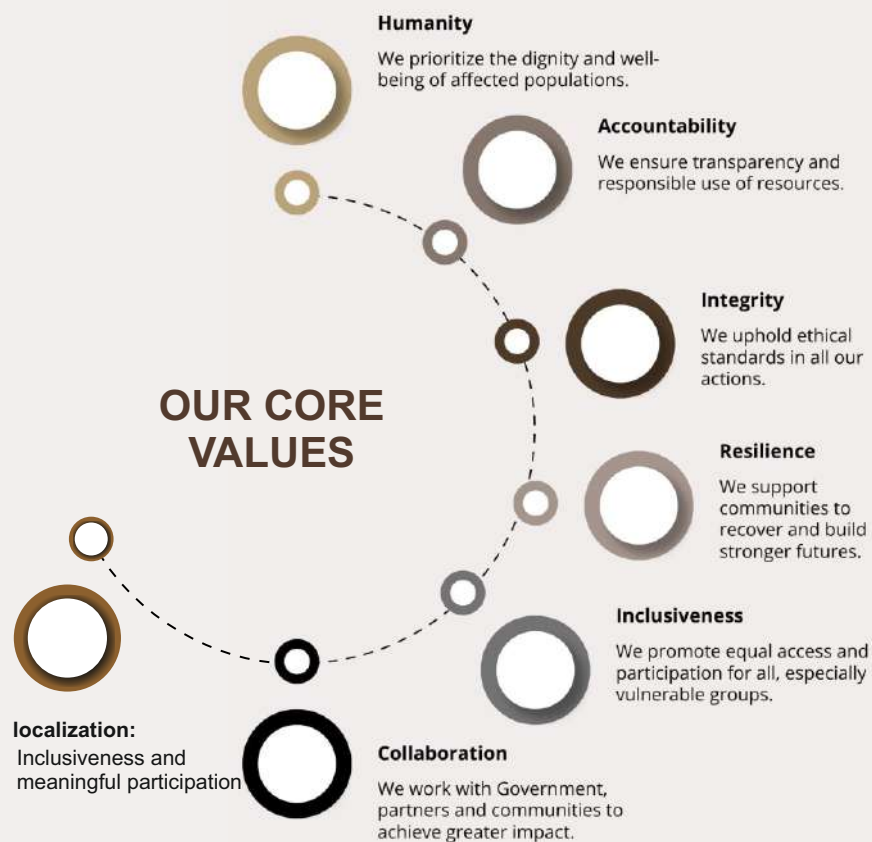 Humanity
We prioritize the dignity and well-
being of affected populations.
Accountability
We ensure transparency and
responsible use of resources.
Integrity
We uphold ethical
standards in all our
actions.
OUR CORE
VALUES
Resilience
We support
communities to
recover and build
stronger futures.
Inclusiveness
We promote equal access and
participation for all, especially
vulnerable groups.
localization:
Inclusiveness and
meaningful participation
Collaboration
We work with Government,
partners and communities to
achieve greater impact.